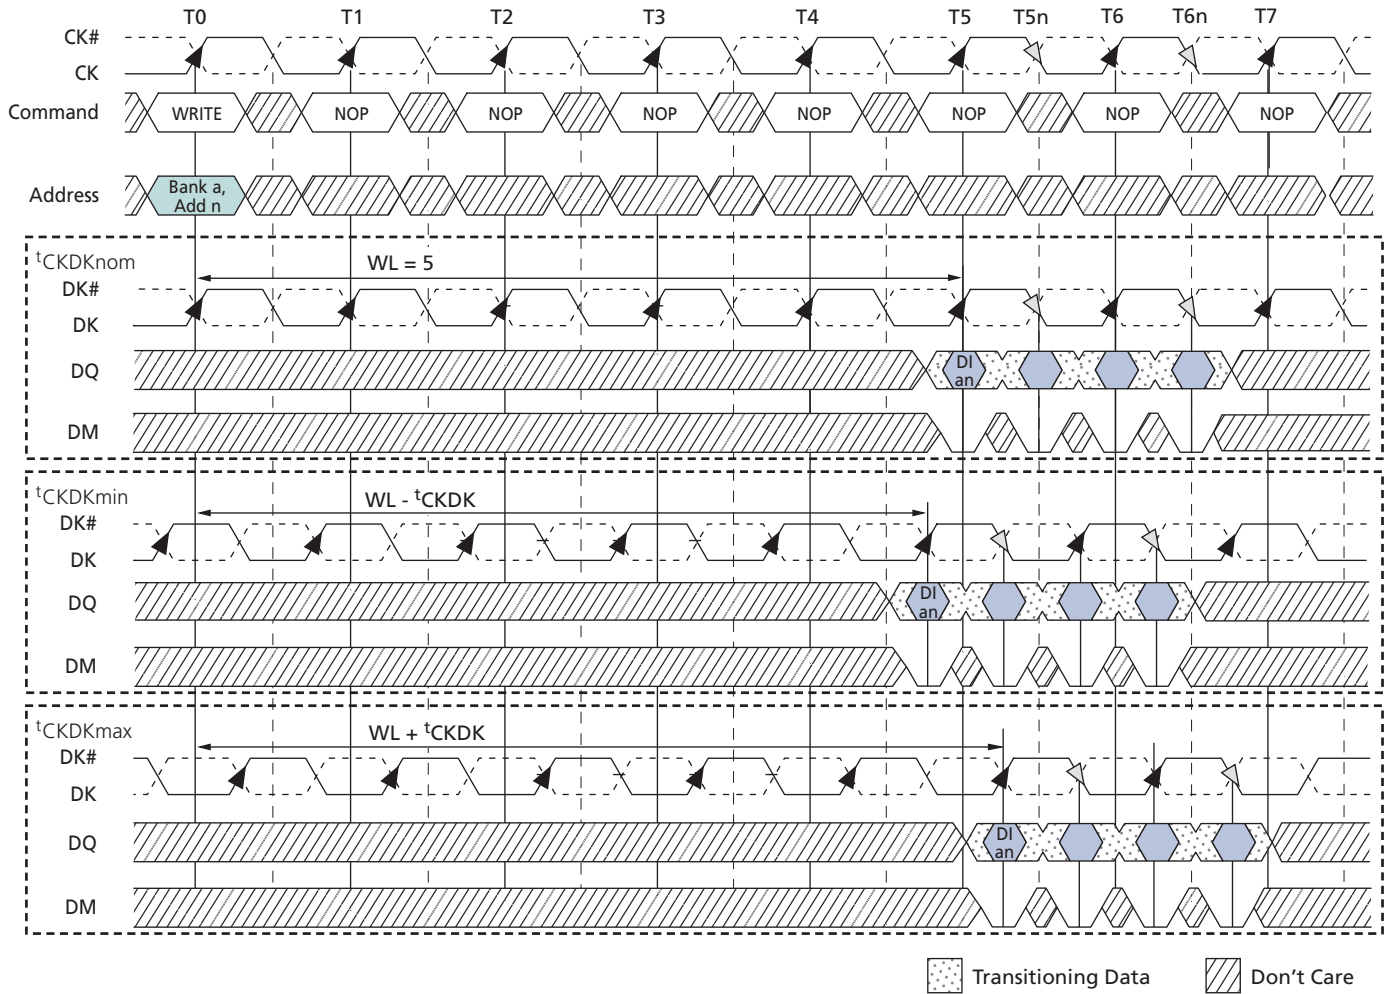 T0 T1 T2 T3 T4 T5 T5n T6 T6n T7
CK#
CK
Command WRITE NOP NOP NOP NOP NOP NOP NOP
Address Bank a,
Add n
tCKDKnom
WL = 5
DK#
DK
DQ DI
an
DM
tCKDKmin
WL - tCKDK
DK#
DK
DQ DI
an
DM
tCKDKmax
WL + tCKDK
DK#
DK
DQ DI
an
DM
Transitioning Data Don't Care